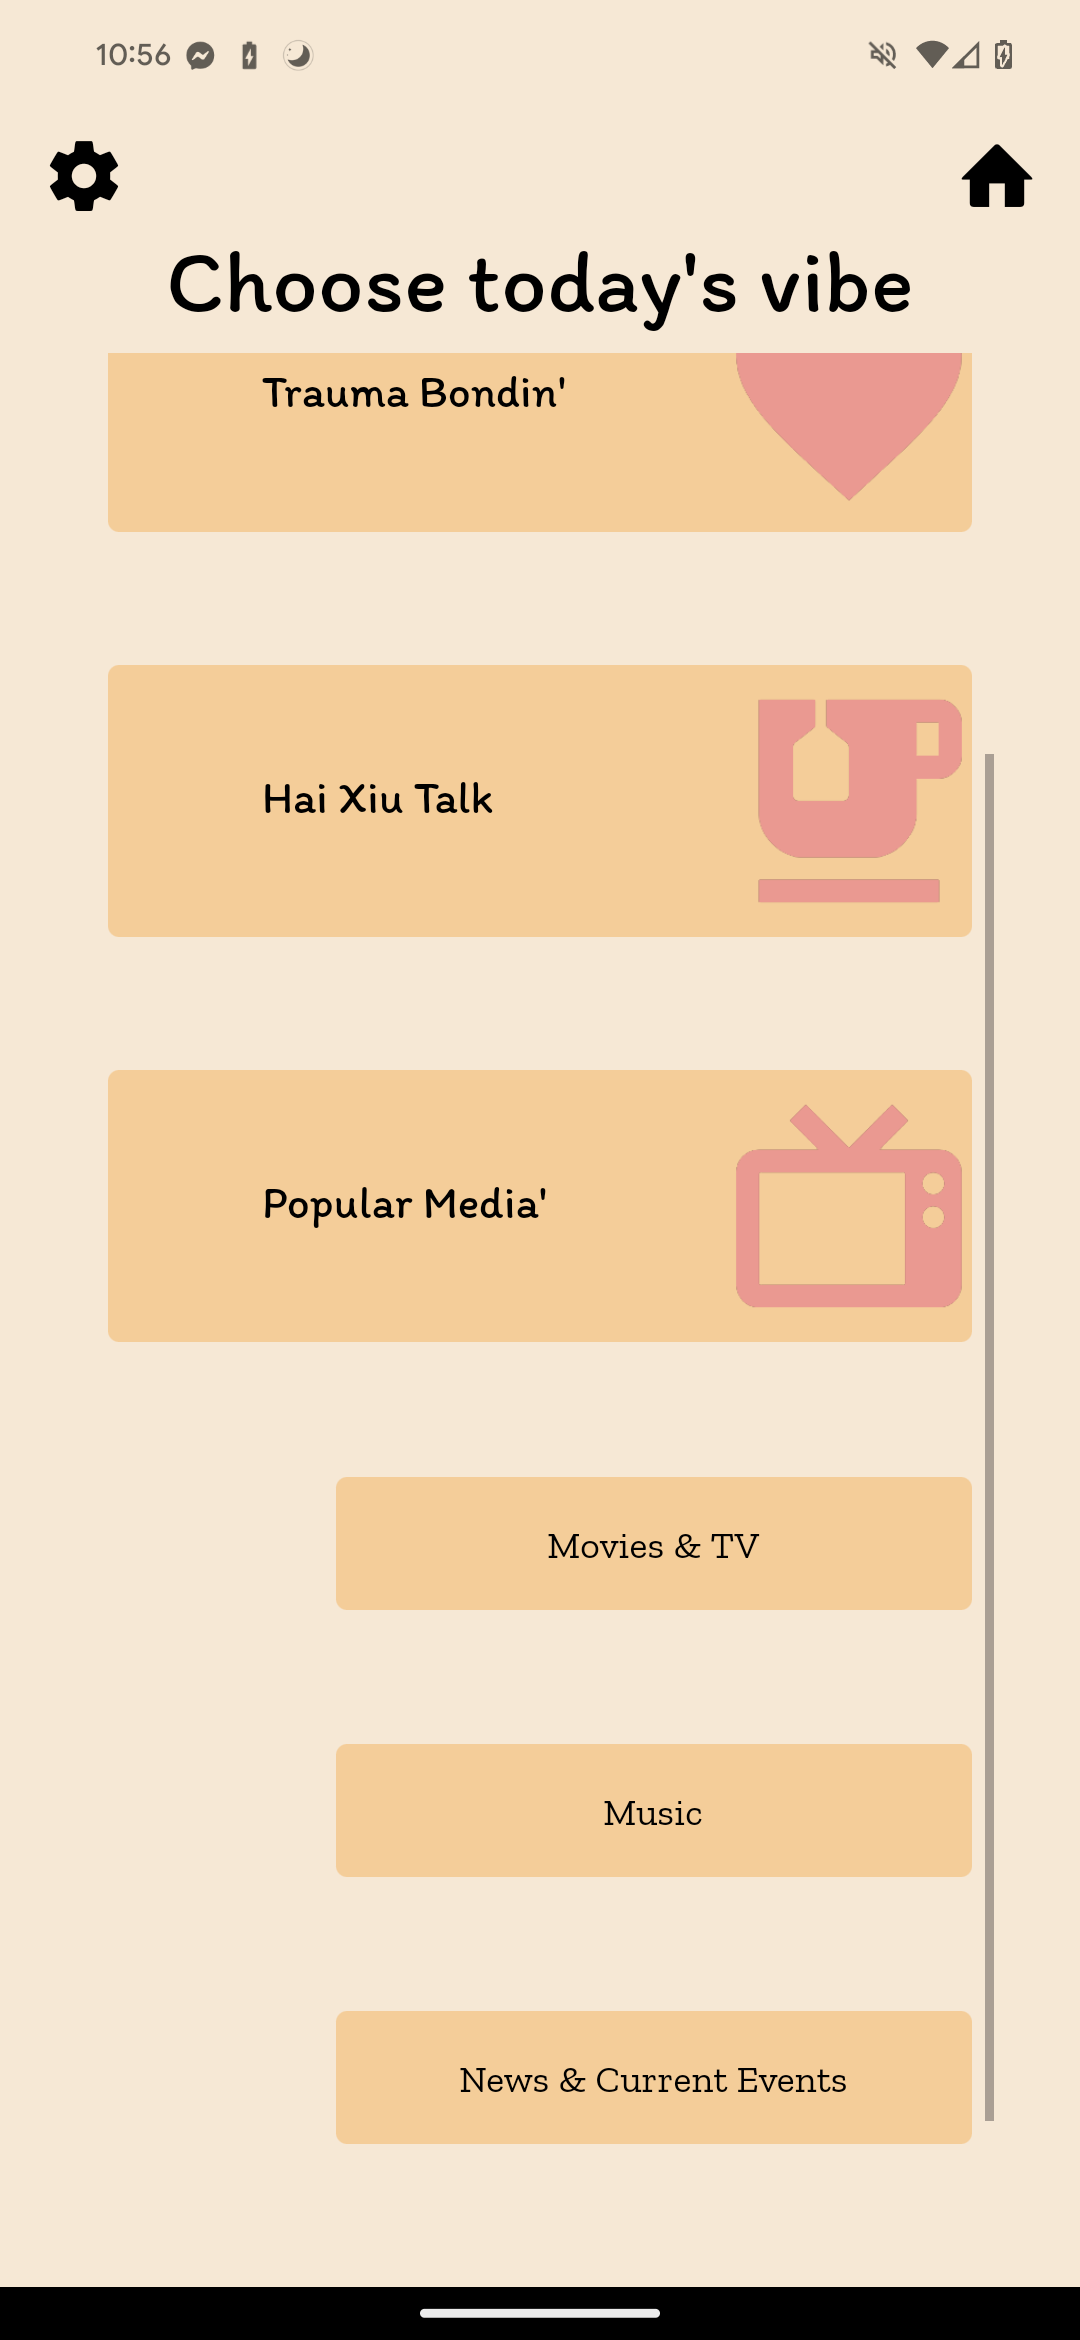 10:56
Choose today's vibe
Trauma Bondin'
Hai Xiu Talk
Popular Media'
Movies & TV
Music
News & Current Events